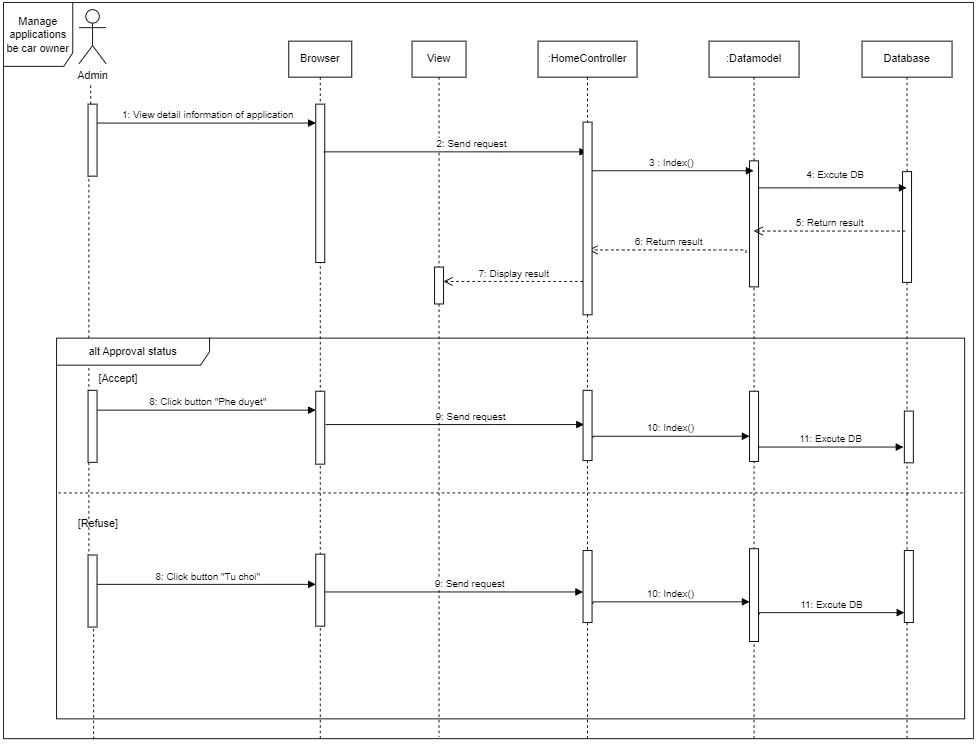 Manage
applications
be car owner
Admin
Browser
View
:HomeController
:Datamodel
Database
1: View detail information of application
2: Send request
3 : Index()
4: Excute DB
5: Return result
6: Return result
7: Display result
alt Approval status
[Accept]
8: Click button "Phe duyet"
9: Send request
10: Index()
11: Excute DB
[Refuse]
8: Click button "Tu choi"
9: Send request
10: Index()
11: Excute DB